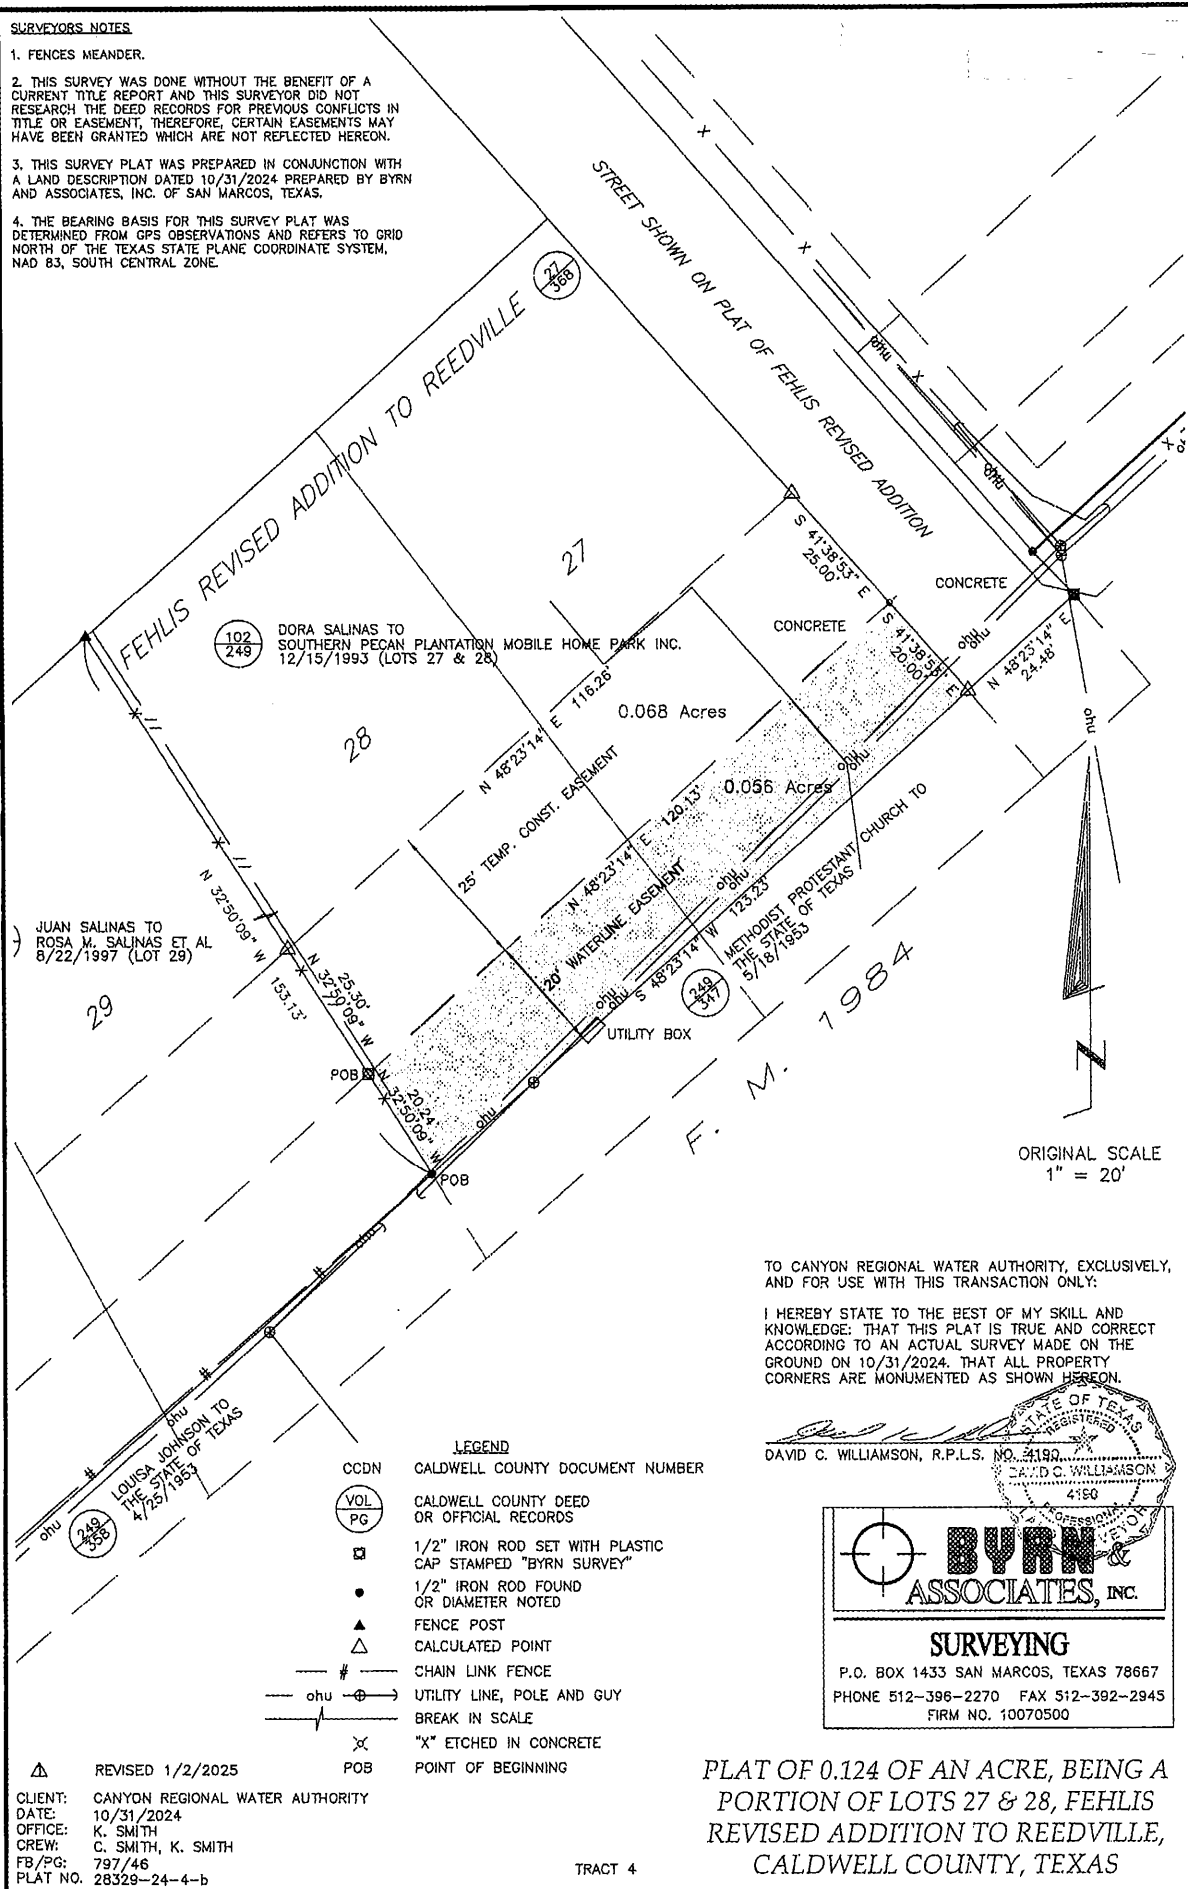 SURVEYORS NOTES
1. FENCES MEANDER.
2. THIS SURVEY WAS DONE WITHOUT THE BENEFIT OF A
CURRENT TITLE REPORT AND THIS SURVEYOR DID NOT
RESEARCH THE DEED RECORDS FOR PREVIOUS CONFLICTS IN
TITLE OR EASEMENT, THEREFORE, CERTAIN EASEMENTS MAY
HAVE BEEN GRANTED WHICH ARE NOT REFLECTED HEREON.
3. THIS SURVEY PLAT WAS PREPARED IN CONJUNCTION WITH
A LAND DESCRIPTION DATED 10/31/2024 PREPARED BY BYRN
AND ASSOCIATES, INC. OF SAN MARCOS, TEXAS.
4. THE BEARING BASIS FOR THIS SURVEY PLAT WAS
DETERMINED FROM GPS OBSERVATIONS AND REFERS TO GRID
NORTH OF THE TEXAS STATE PLANE COORDINATE SYSTEM,
NAD 83, SOUTH CENTRAL ZONE.
STREET SHOWN ON PLAT OF FEHLIS REVISED ADDITION
FEHLIS REVISED ADDITION TO REEDVILLE
27
368
X
X
X
X
X
ohu
ohu
ohu
27
S 41°38'53" E
25.00'
CONCRETE
CONCRETE
S 41°38'53" E
20.00'
ohu
ohu
N 48°23'14" E
24.48'
102
249
DORA SALINAS TO
SOUTHERN PECAN PLANTATION MOBILE HOME PARK INC.
12/15/1993 (LOTS 27 & 28)
28
N 48°23'14" E 116.26'
0.068 Acres
25' TEMP. CONST. EASEMENT
0.056 Acres
ohu
ohu
ohu
N 48°23'14" E 120.13'
20' WATERLINE EASEMENT
ohu
ohu
S 48°23'14" W 123.23'
METHODIST PROTESTANT CHURCH TO
THE STATE OF TEXAS
5/18/1953
249
347
N 32°50'09" W
153.13'
JUAN SALINAS TO
ROSA M. SALINAS ET AL
8/22/1997 (LOT 29)
29
25.30'
N 32°50'09" W
ohu
ohu
UTILITY BOX
F. M. 1984
POB
20.24'
N 32°50'09" W
ohu
POB
N
ORIGINAL SCALE
1" = 20'
ohu
TO CANYON REGIONAL WATER AUTHORITY, EXCLUSIVELY,
AND FOR USE WITH THIS TRANSACTION ONLY:
I HEREBY STATE TO THE BEST OF MY SKILL AND
KNOWLEDGE: THAT THIS PLAT IS TRUE AND CORRECT
ACCORDING TO AN ACTUAL SURVEY MADE ON THE
GROUND ON 10/31/2024. THAT ALL PROPERTY
CORNERS ARE MONUMENTED AS SHOWN HEREON.
DAVID C. WILLIAMSON, R.P.L.S. NO. 4190
STATE OF TEXAS
REGISTERED
DAVID C. WILLIAMSON
4190
PROFESSIONAL
ohu
LOUISA JOHNSON TO
THE STATE OF TEXAS
4/25/1953
249
358
ohu
LEGEND
CCDN CALDWELL COUNTY DOCUMENT NUMBER
VOL
PG
CALDWELL COUNTY DEED
OR OFFICIAL RECORDS
1/2" IRON ROD SET WITH PLASTIC
CAP STAMPED "BYRN SURVEY"
1/2" IRON ROD FOUND
OR DIAMETER NOTED
FENCE POST
CALCULATED POINT
# CHAIN LINK FENCE
ohu UTILITY LINE, POLE AND GUY
BREAK IN SCALE
"X" ETCHED IN CONCRETE
POB POINT OF BEGINNING
BYRN &
ASSOCIATES, INC.
SURVEYING
P.O. BOX 1433 SAN MARCOS, TEXAS 78667
PHONE 512-396-2270 FAX 512-392-2945
FIRM NO. 10070500
REVISED 1/2/2025
CLIENT: CANYON REGIONAL WATER AUTHORITY
DATE: 10/31/2024
OFFICE: K. SMITH
CREW: C. SMITH, K. SMITH
FB/PG: 797/46
PLAT NO. 28329-24-4-b
TRACT 4
PLAT OF 0.124 OF AN ACRE, BEING A
PORTION OF LOTS 27 & 28, FEHLIS
REVISED ADDITION TO REEDVILLE,
CALDWELL COUNTY, TEXAS